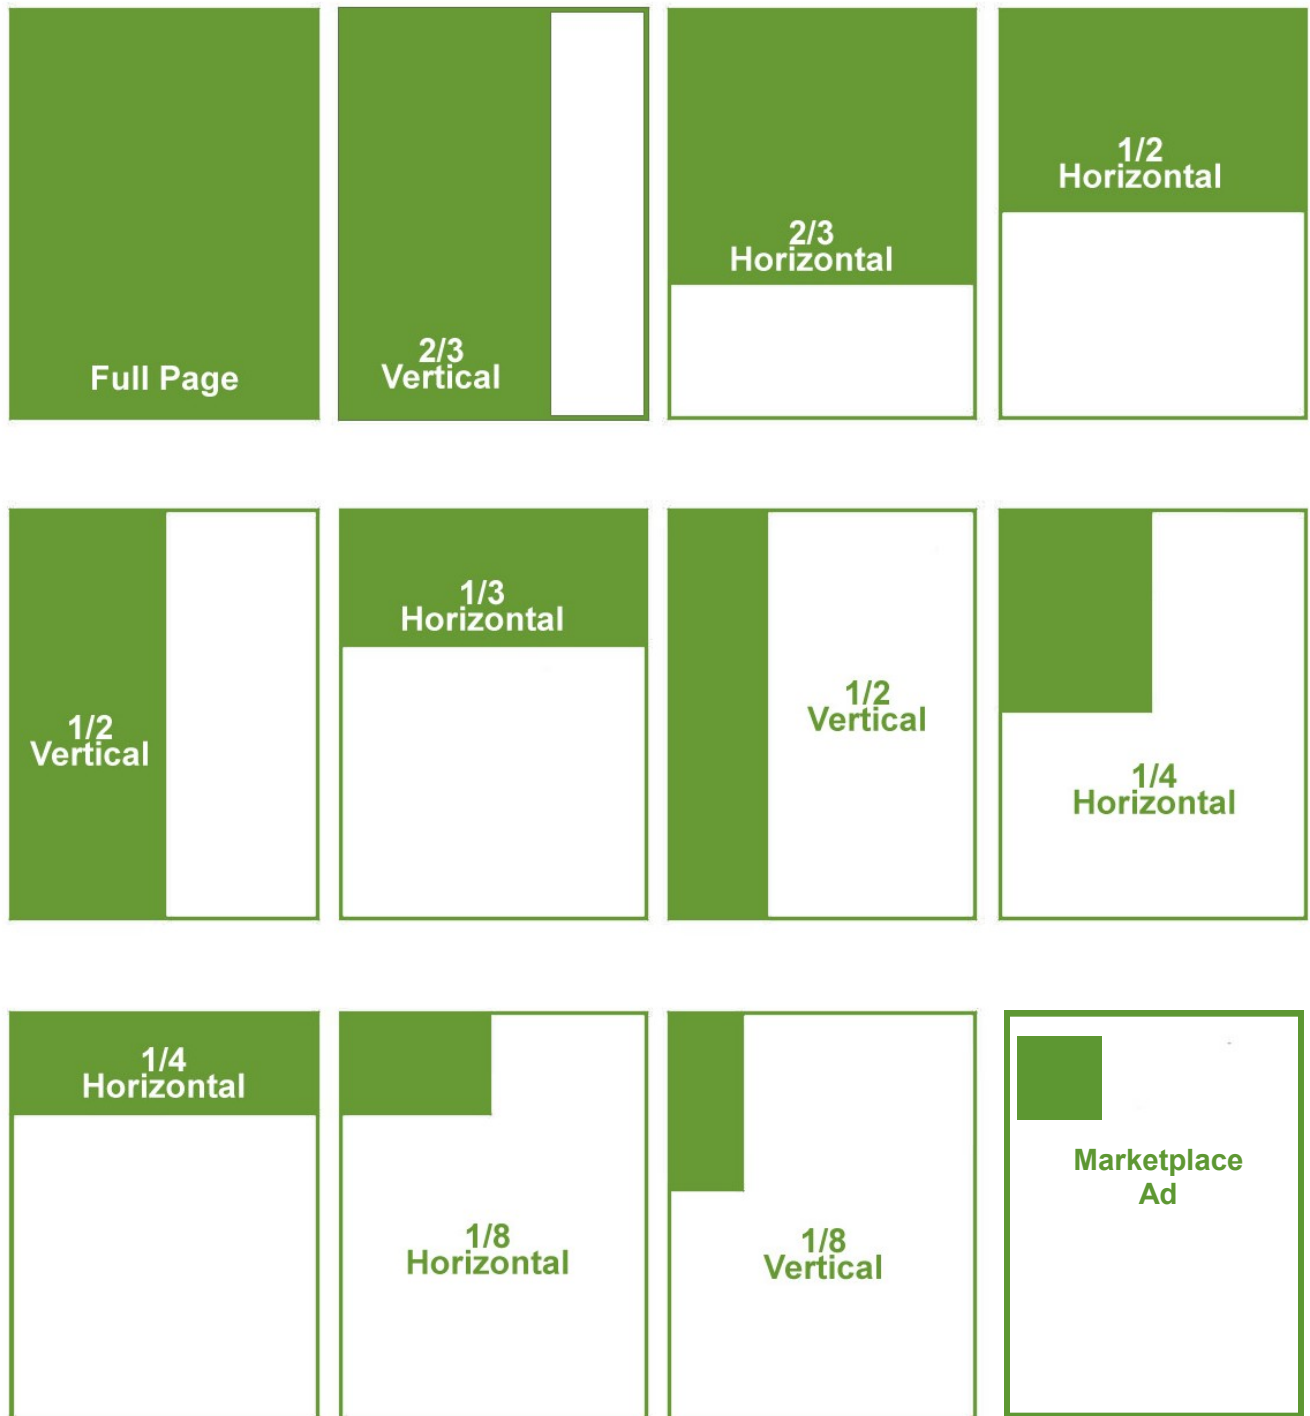 Full Page
2/3
Vertical
2/3
Horizontal
1/2
Horizontal
1/2
Vertical
1/3
Horizontal
1/2
Vertical
1/4
Horizontal
1/4
Horizontal
1/8
Horizontal
1/8
Vertical
Marketplace
Ad